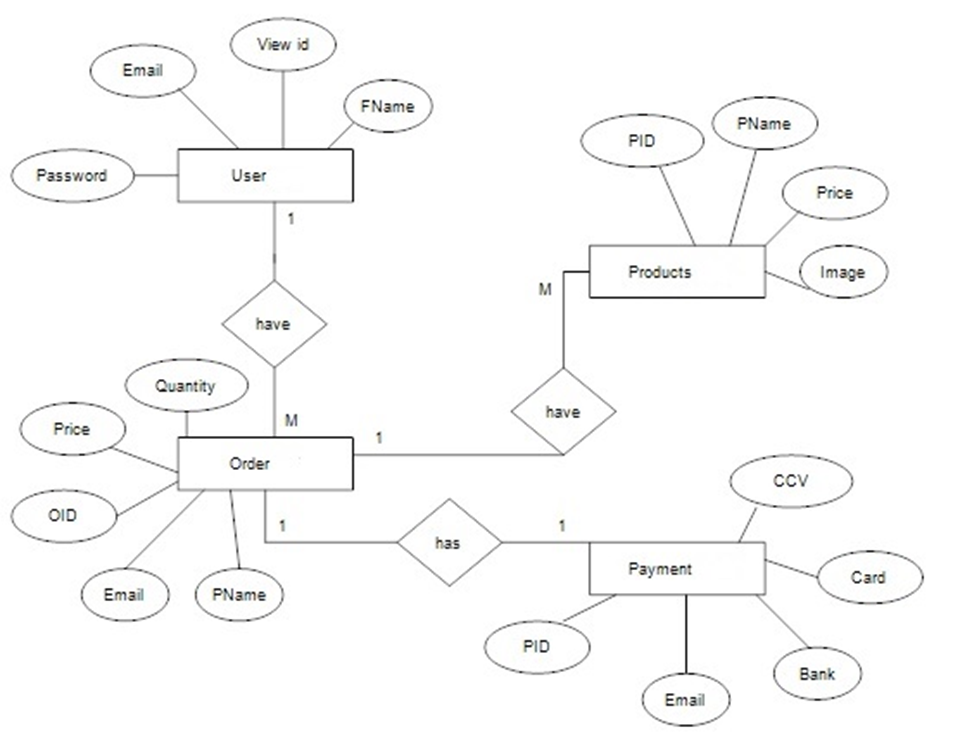 View id
Email
FName
Password
User
1
have
M
PID
PName
Price
Products
Image
M
have
1
Quantity
Price
Order
OID
Email
PName
1
has
1
CCV
Payment
Card
PID
Email
Bank